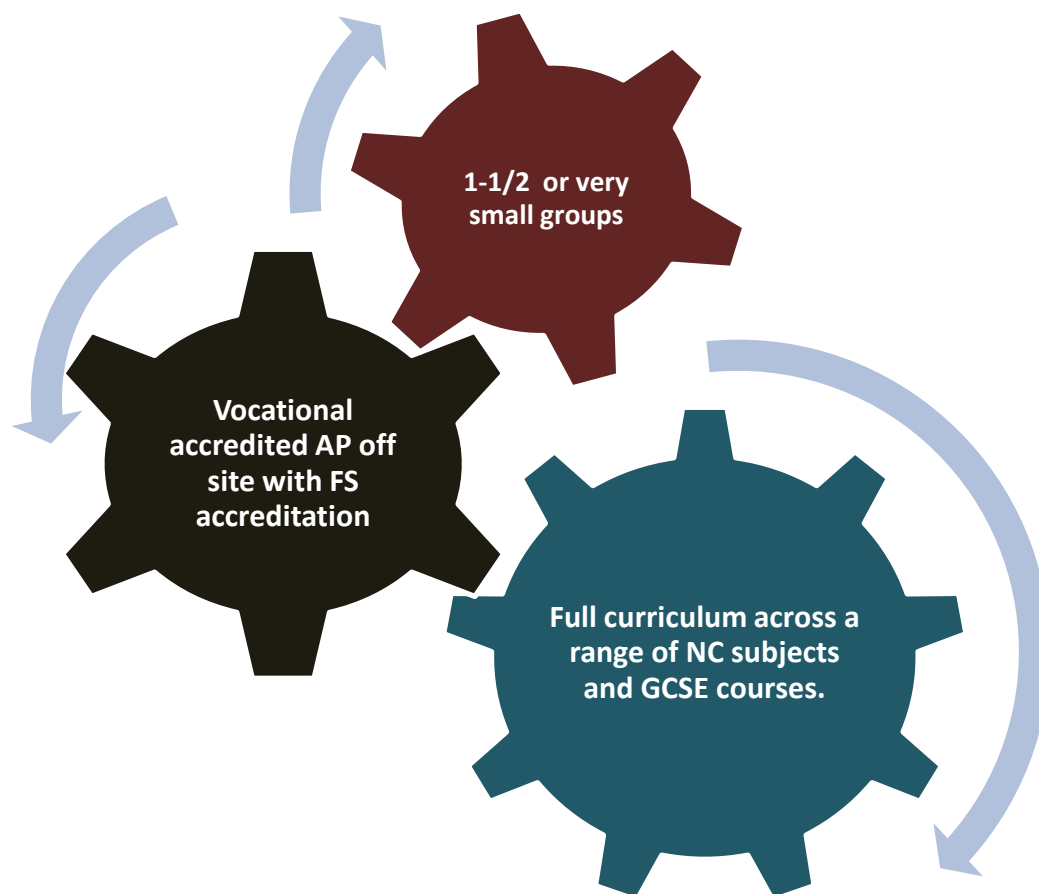 1-1/2  or very
small groups
Vocational
accredited AP off
site with FS
accreditation
Full curriculum across a
range of NC subjects
and GCSE courses.